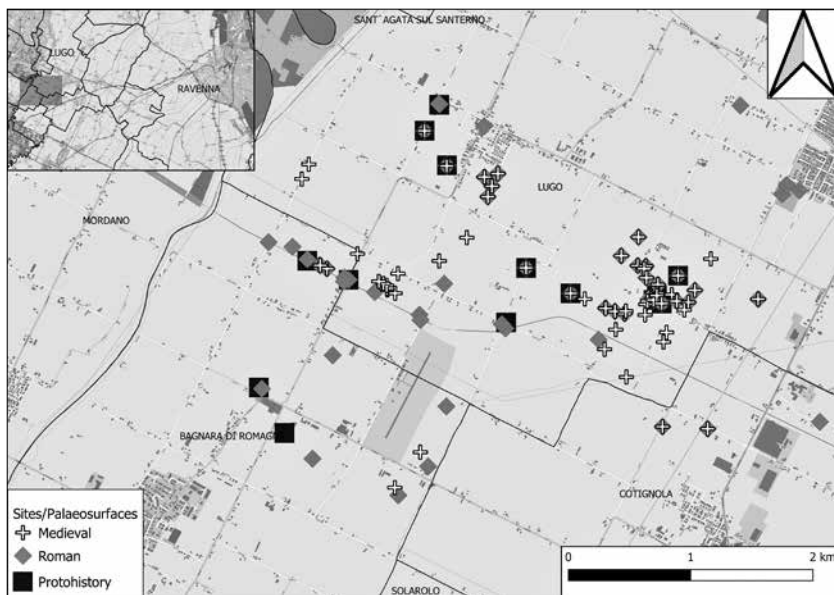 SANT'AGATA SUL SANTERNO
LUGO
RAVENNA
LUGO
MORDANO
BAGNARA DI ROMAGN
COTIGNOLA
SOLAROLO
Sites/Palaeosurfaces
Medieval
Roman
Protohistory
0 1 2 km